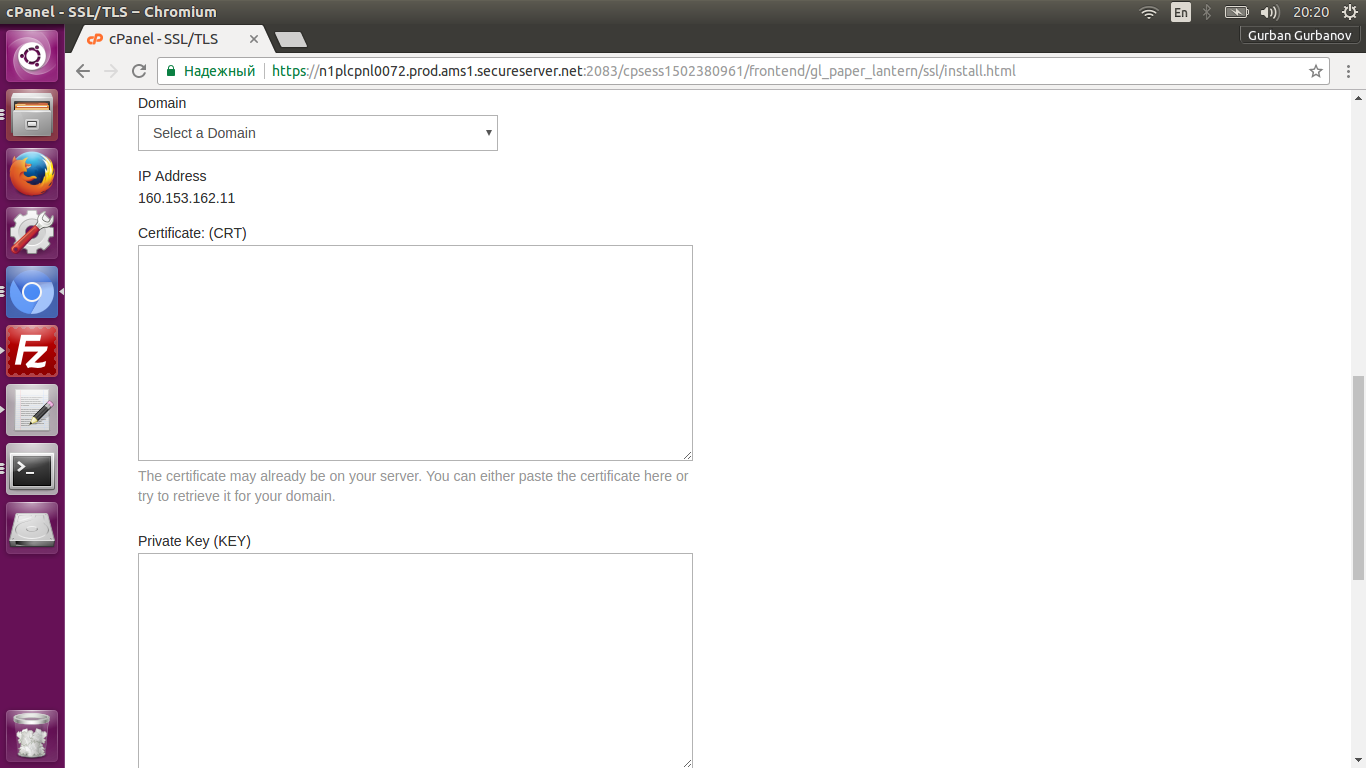 cPanel - SSL/TLS – Chromium
En
20:20
cPanel - SSL/TLS
Gurban Gurbanov
Надежный
https://n1plcpnl0072.prod.ams1.secureserver.net:2083/cpsess1502380961/frontend/gl_paper_lantern/ssl/install.html
Domain
Select a Domain
IP Address
160.153.162.11
Certificate: (CRT)
The certificate may already be on your server. You can either paste the certificate here or
try to retrieve it for your domain.
Private Key (KEY)